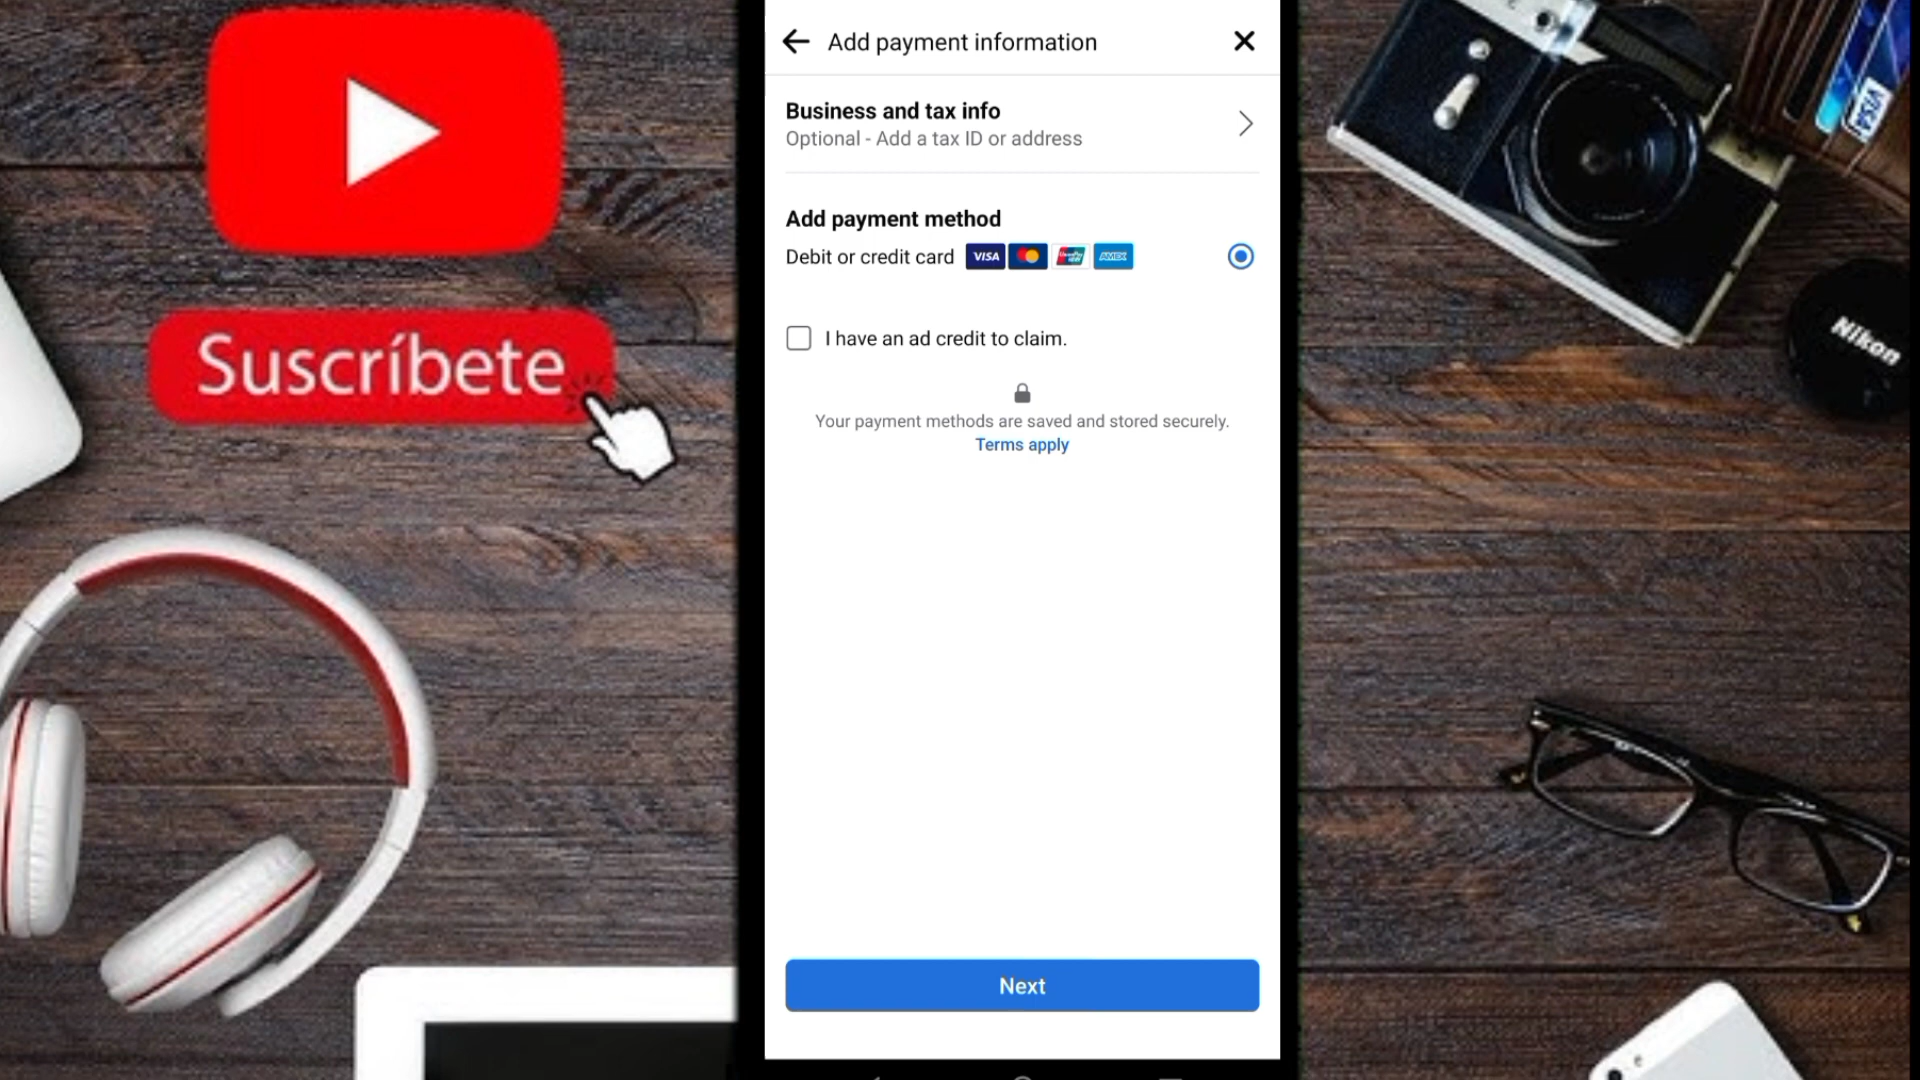 Suscríbete
Add payment information
Business and tax info
Optional - Add a tax ID or address
Add payment method
Debit or credit card VISA AMEX
I have an ad credit to claim.
Your payment methods are saved and stored securely.
Terms apply
Next
VISA
Nikon